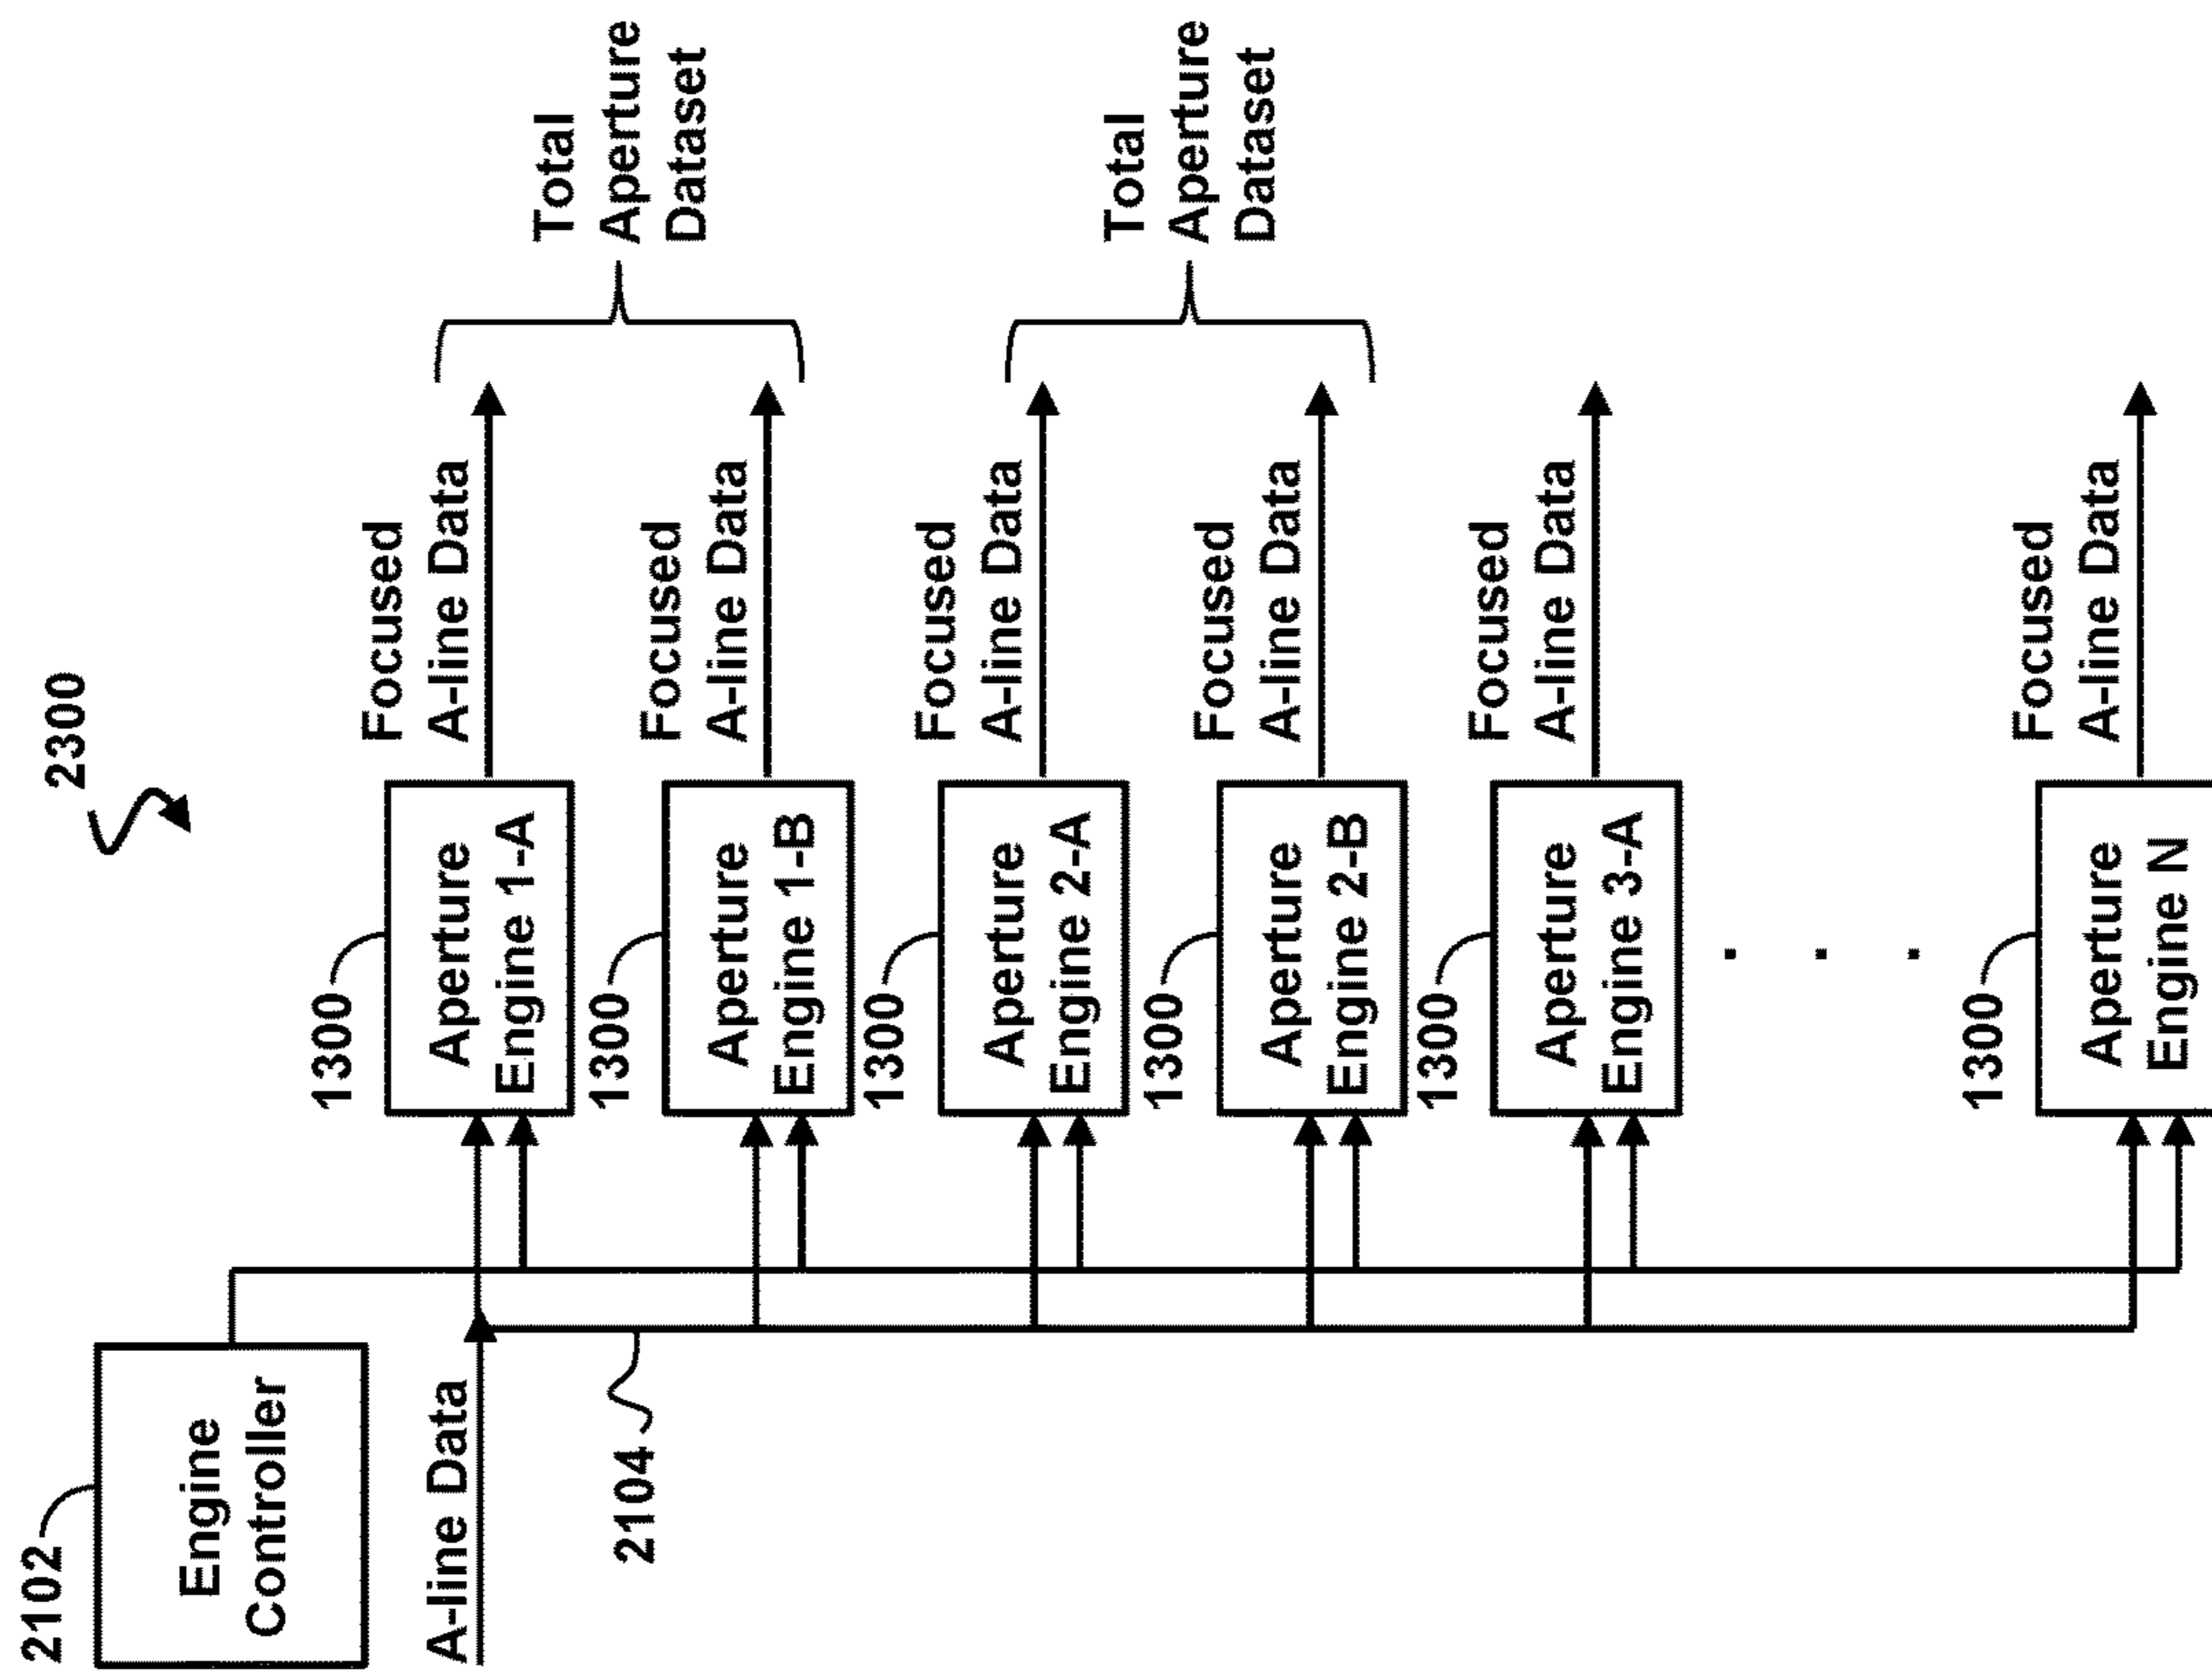 2300
2102
Engine
Controller
A-line Data
2104
1300
Aperture
Engine 1-A
Focused
A-line Data
1300
Aperture
Engine 1-B
Focused
A-line Data
Total
Aperture
Dataset
1300
Aperture
Engine 2-A
Focused
A-line Data
1300
Aperture
Engine 2-B
Focused
A-line Data
Total
Aperture
Dataset
1300
Aperture
Engine 3-A
Focused
A-line Data
. . .
1300
Aperture
Engine N
Focused
A-line Data